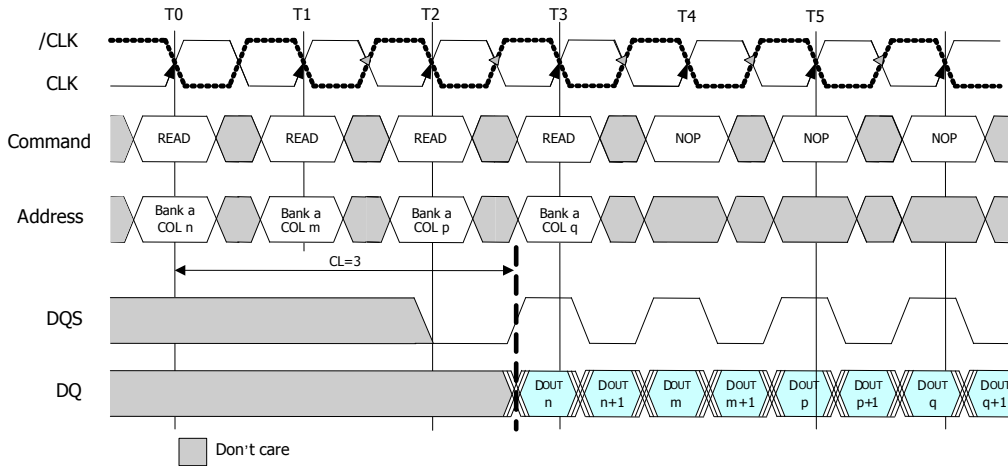 T0 T1 T2 T3 T4 T5
/CLK
CLK
Command READ READ READ READ NOP NOP NOP
Address Bank a Bank a Bank a Bank a
COL n COL m COL p COL q
CL=3
DQS
DQ DOUT DOUT DOUT DOUT DOUT DOUT DOUT DOUT
n n+1 m m+1 p p+1 q q+1
Don't care